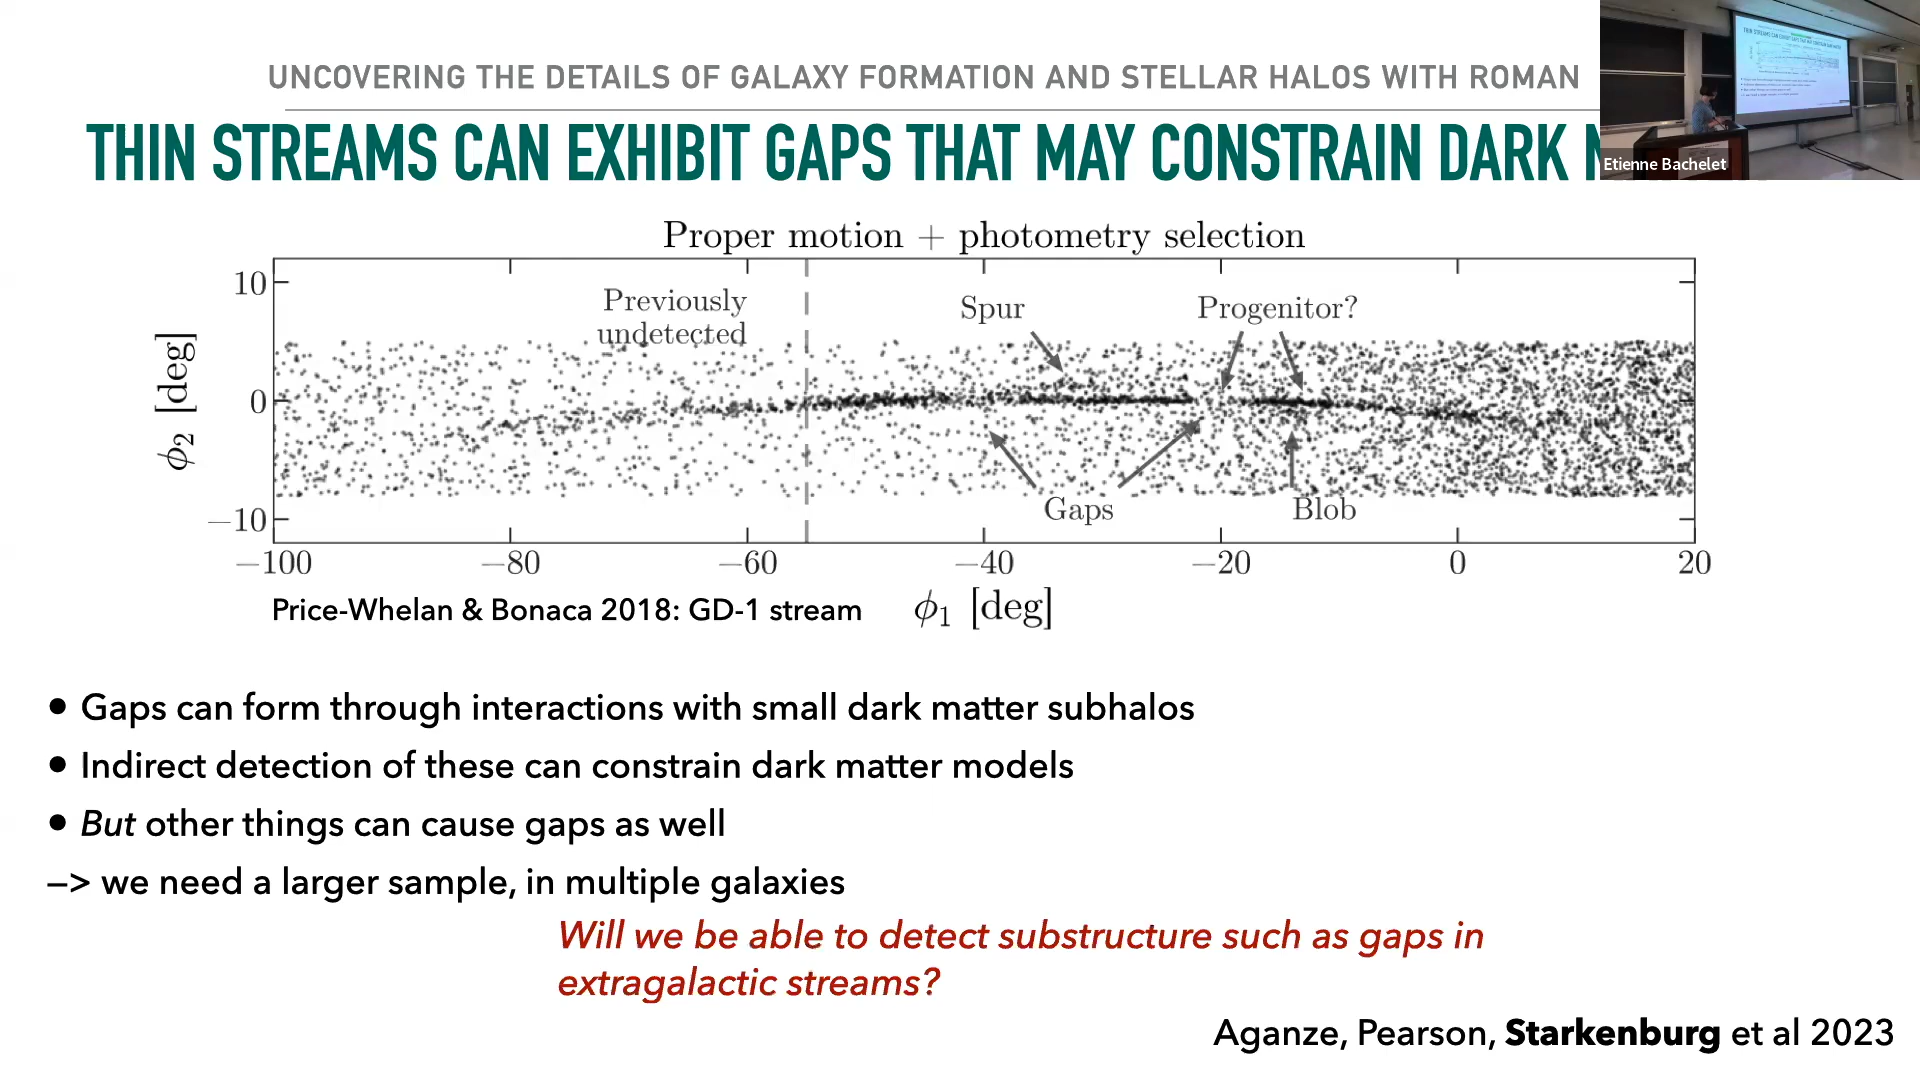 UNCOVERING THE DETAILS OF GALAXY FORMATION AND STELLAR HALOS WITH ROMAN
THIN STREAMS CAN EXHIBIT GAPS THAT MAY CONSTRAIN DARK
Etienne Bachelet
Proper motion + photometry selection
10
0
−10
ϕ2 [deg]
Previously
undetected
Spur
Progenitor?
Gaps
Blob
−100 −80 −60 −40 −20 0 20
Price-Whelan & Bonaca 2018: GD-1 stream
ϕ1 [deg]
• Gaps can form through interactions with small dark matter subhalos
• Indirect detection of these can constrain dark matter models
• But other things can cause gaps as well
—> we need a larger sample, in multiple galaxies
Will we be able to detect substructure such as gaps in
extragalactic streams?
Aganze, Pearson, Starkenburg et al 2023